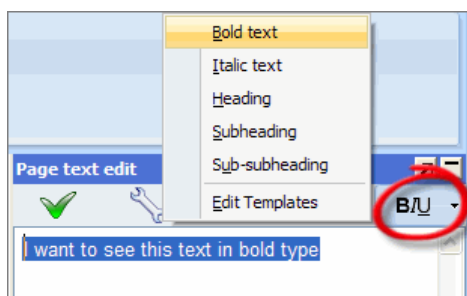 Bold text
Italic text
Heading
Subheading
Sub-subheading
Edit Templates
Page text edit
BIU
I want to see this text in bold type